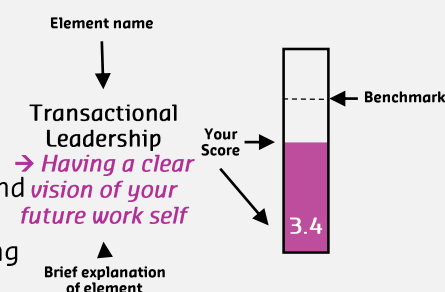 Element name
Transactional
Leadership
→ Having a clear
vision of your
future work self
nd
ng
Brief explanation
of element
Your
Score
Benchmark
3.4